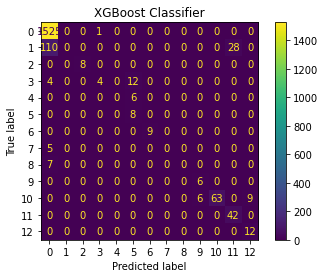 XGBoost Classifier
True label
0 1525 0 0 1 0 0 0 0 0 0 0 0 0
1 110 0 0 0 0 0 0 0 0 0 0 28 0
2 0 0 8 0 0 0 0 0 0 0 0 0 0
3 4 0 0 4 0 12 0 0 0 0 0 0 0
4 0 0 0 0 0 6 0 0 0 0 0 0 0
5 0 0 0 0 0 8 0 0 0 0 0 0 0
6 0 0 0 0 0 0 9 0 0 0 0 0 0
7 5 0 0 0 0 0 0 0 0 0 0 0 0
8 7 0 0 0 0 0 0 0 0 0 0 0 0
9 0 0 0 0 0 0 0 0 0 6 0 0 0
10 0 0 0 0 0 0 0 0 0 6 63 0 9
11 0 0 0 0 0 0 0 0 0 0 0 42 0
12 0 0 0 0 0 0 0 0 0 0 0 0 12
0 1 2 3 4 5 6 7 8 9 10 11 12
Predicted label
1400
1200
1000
800
600
400
200
0